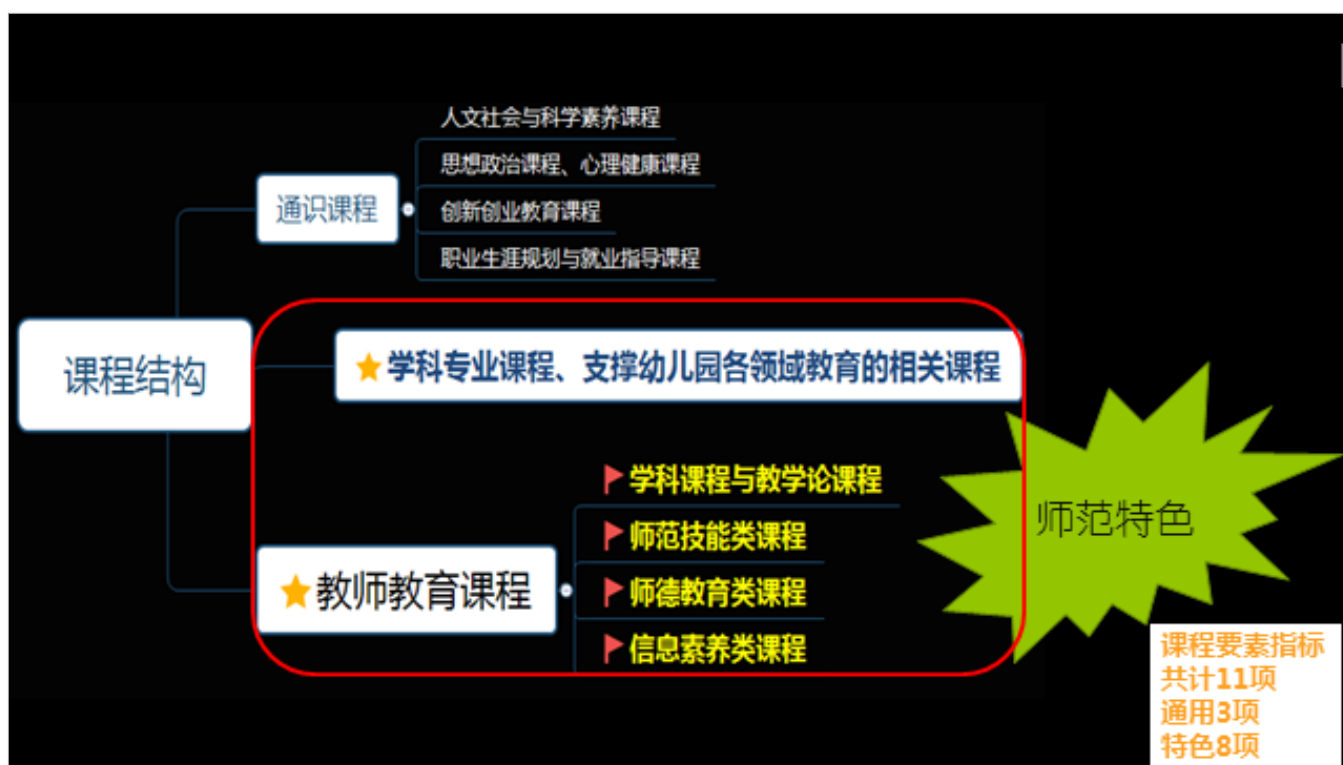 人文社会与科学素养课程
思想政治课程、心理健康课程
通识课程
创新创业教育课程
职业生涯规划与就业指导课程
课程结构
学科专业课程、支撑幼儿园各领域教育的相关课程
学科课程与教学论课程
师范技能类课程
教师教育课程
师德教育类课程
信息素养类课程
师范特色
课程要素指标
共计11项
通用3项
特色8项